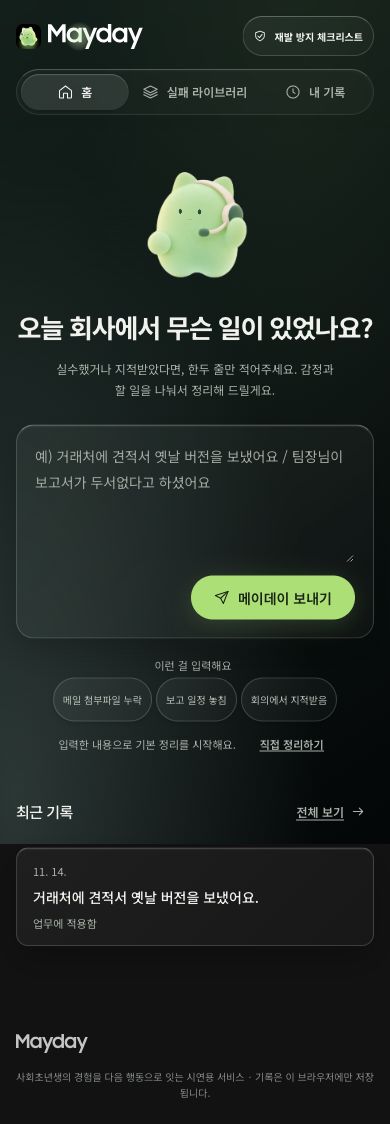 Mayday
재발 방지 체크리스트
홈
실패 라이브러리
내 기록
오늘 회사에서 무슨 일이 있었나요?
실수했거나 지적받았다면, 한두 줄만 적어주세요. 감정과
할 일을 나눠서 정리해 드릴게요.
예) 거래처에 견적서 옛날 버전을 보냈어요 / 팀장님이
보고서가 두서없다고 하셨어요
메이데이 보내기
이런 걸 입력해요
메일 첨부파일 누락
보고 일정 놓침
회의에서 지적받음
입력한 내용으로 기본 정리를 시작해요.
직접 정리하기
최근 기록
전체 보기
11. 14.
거래처에 견적서 옛날 버전을 보냈어요.
업무에 적용함
Mayday
사회초년생의 경험을 다음 행동으로 잇는 시연용 서비스 · 기록은 이 브라우저에만 저장
됩니다.